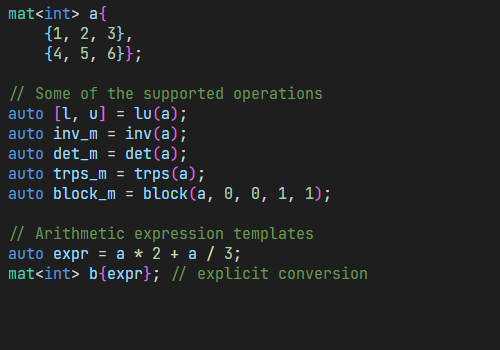 mat<int> a{
    {1, 2, 3},
    {4, 5, 6}};

// Some of the supported operations
auto [l, u] = lu(a);
auto inv_m = inv(a);
auto det_m = det(a);
auto trps_m = trps(a);
auto block_m = block(a, 0, 0, 1, 1);

// Arithmetic expression templates
auto expr = a * 2 + a / 3;
mat<int> b{expr}; // explicit conversion